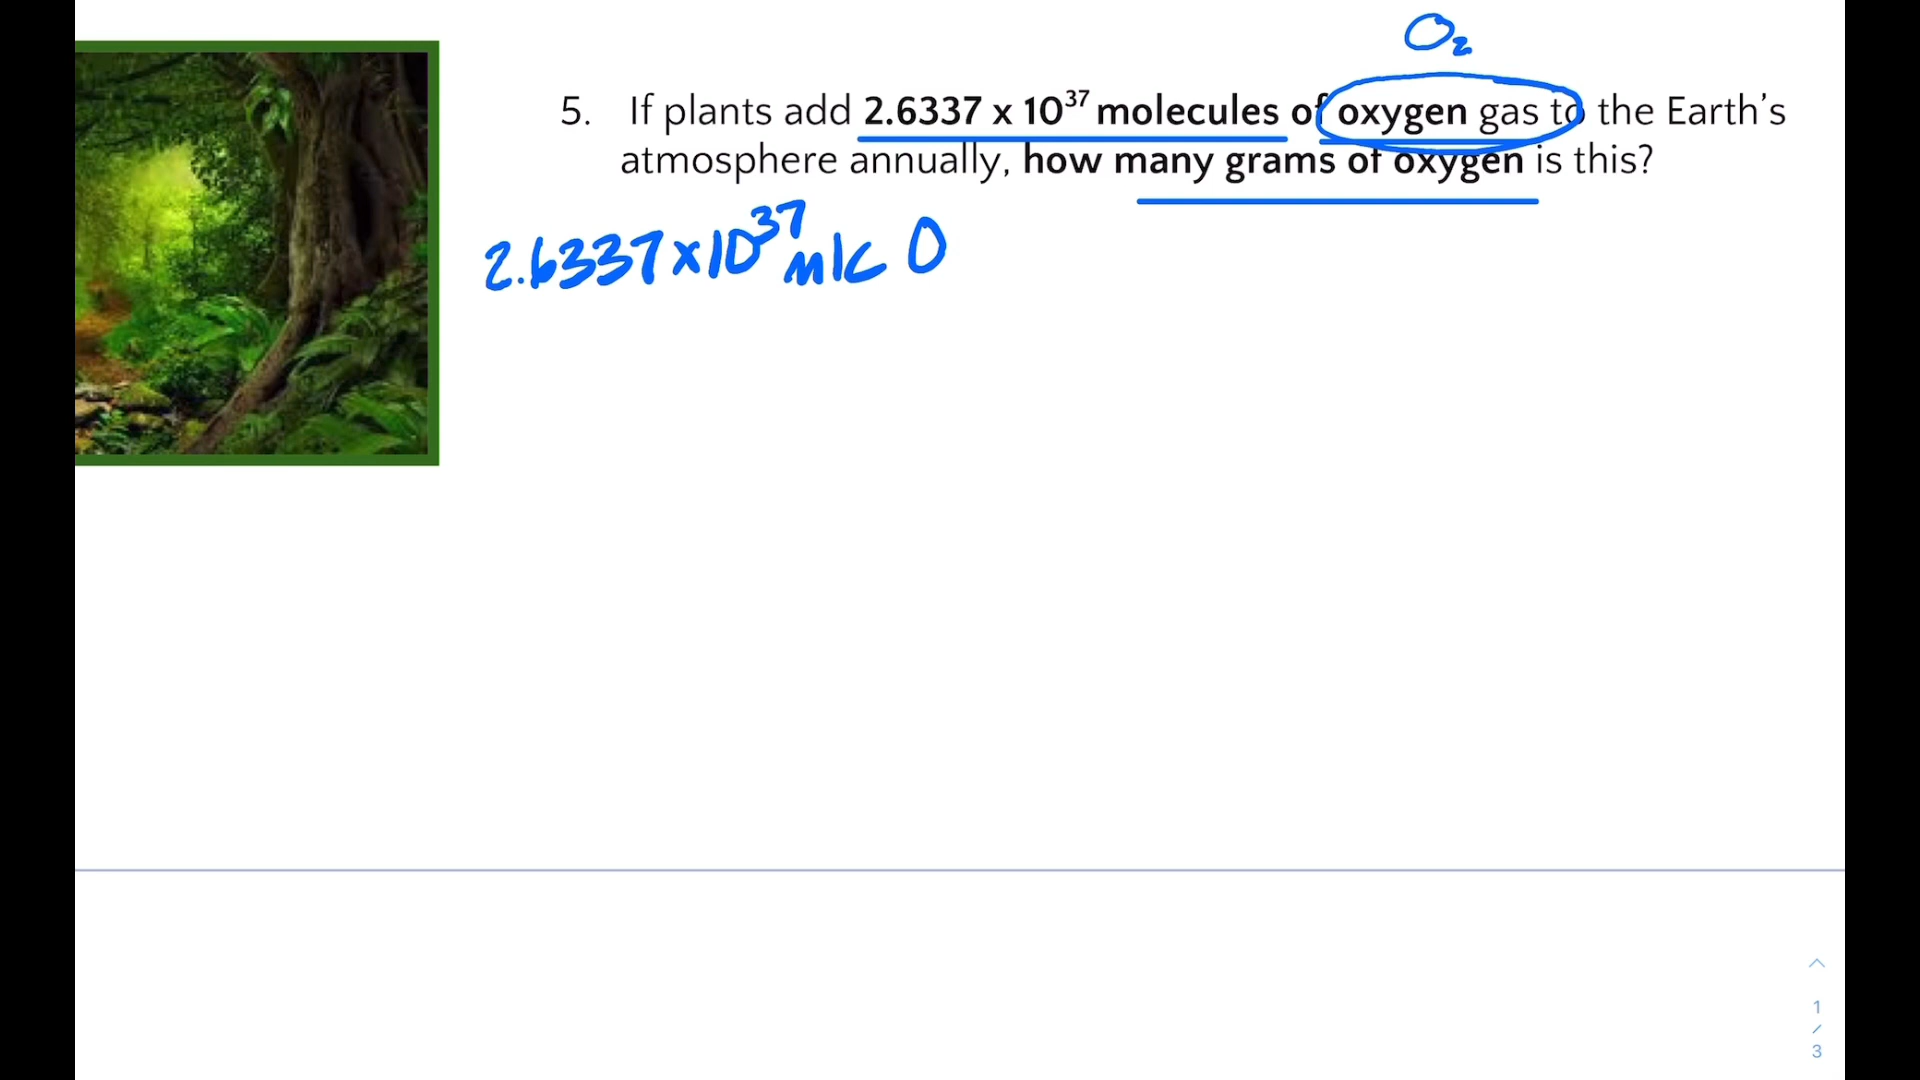 O₂
5. If plants add 2.6337 x 10³⁷ molecules of oxygen gas to the Earth’s
atmosphere annually, how many grams of oxygen is this?
2.6337x10³⁷ mlc O
1
/
3